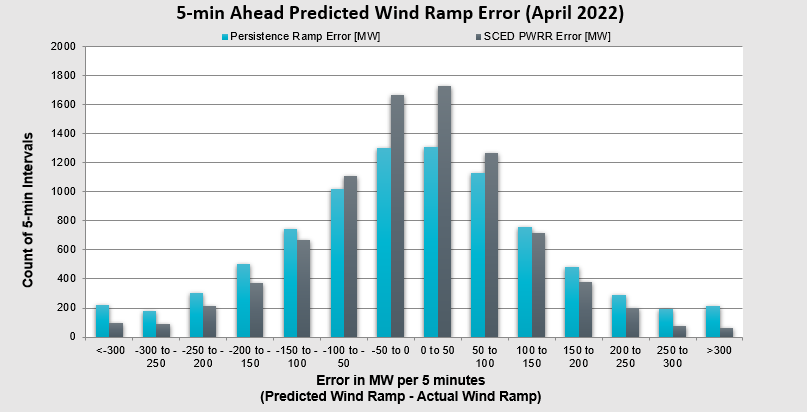 5-min Ahead Predicted Wind Ramp Error (April 2022)
Persistence Ramp Error [MW] SCED PWRR Error [MW]
2000
1800
1600
1400
1200
1000
800
600
400
200
0
Count of 5-min Intervals
<-300 -300 to - -250 to - -200 to - -150 to - -100 to - -50 to 0 0 to 50 50 to 100 to 150 to 200 to 250 to >300
250 200 150 100 50 100 150 200 250 300
Error in MW per 5 minutes
(Predicted Wind Ramp - Actual Wind Ramp)